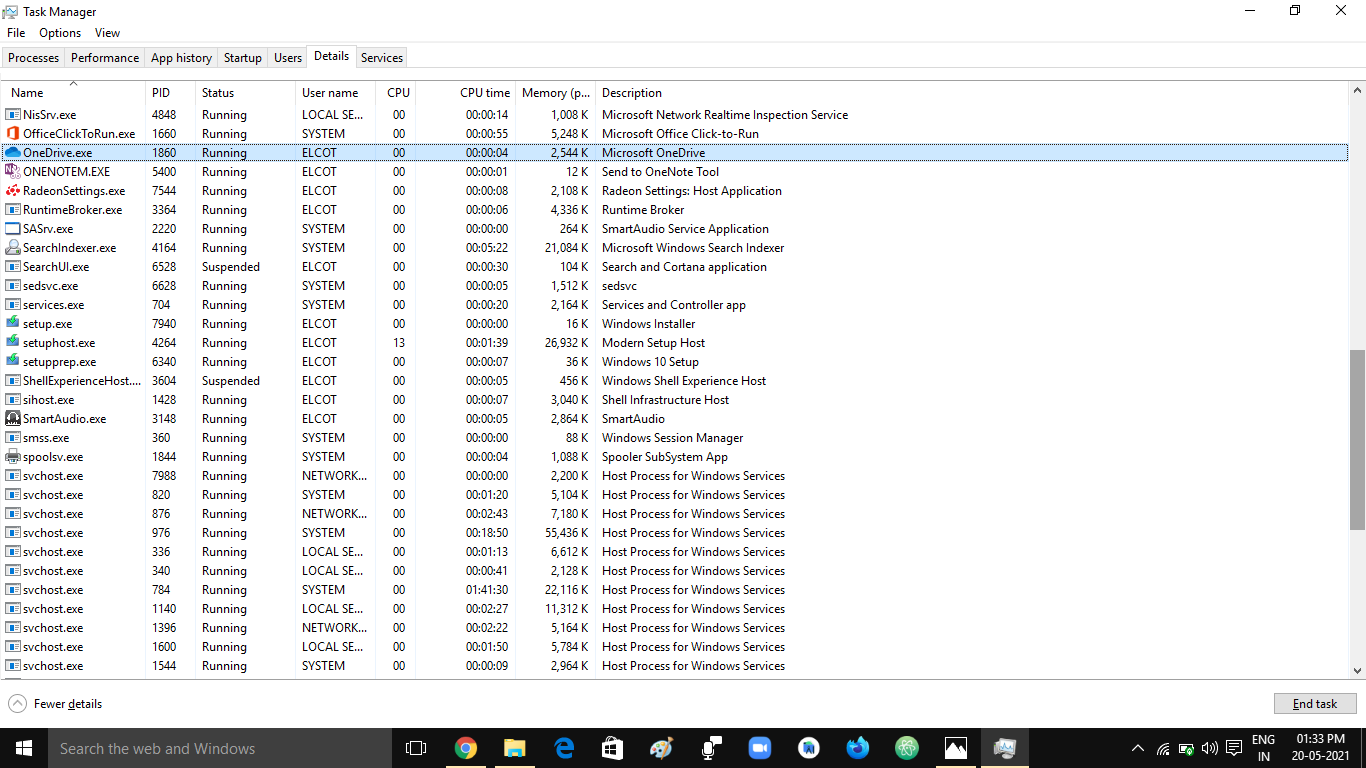 Task Manager
File Options View
Processes Performance App history Startup Users Details Services
Name PID Status User name CPU CPU time Memory (p... Description
NisSrv.exe 4848 Running LOCAL SE... 00 00:00:14 1,008 K Microsoft Network Realtime Inspection Service
OfficeClickToRun.exe 1660 Running SYSTEM 00 00:00:55 5,248 K Microsoft Office Click-to-Run
OneDrive.exe 1860 Running ELCOT 00 00:00:04 2,544 K Microsoft OneDrive
ONENOTEM.EXE 5400 Running ELCOT 00 00:00:01 12 K Send to OneNote Tool
RadeonSettings.exe 7544 Running ELCOT 00 00:00:08 2,108 K Radeon Settings: Host Application
RuntimeBroker.exe 3364 Running ELCOT 00 00:00:06 4,336 K Runtime Broker
SASrv.exe 2220 Running SYSTEM 00 00:00:00 264 K SmartAudio Service Application
SearchIndexer.exe 4164 Running SYSTEM 00 00:05:22 21,084 K Microsoft Windows Search Indexer
SearchUI.exe 6528 Suspended ELCOT 00 00:00:30 104 K Search and Cortana application
sedsvc.exe 6628 Running SYSTEM 00 00:00:05 1,512 K sedsvc
services.exe 704 Running SYSTEM 00 00:00:20 2,164 K Services and Controller app
setup.exe 7940 Running ELCOT 00 00:00:00 16 K Windows Installer
setuphost.exe 4264 Running ELCOT 13 00:01:39 26,932 K Modern Setup Host
setupprep.exe 6340 Running ELCOT 00 00:00:07 36 K Windows 10 Setup
ShellExperienceHost.... 3604 Suspended ELCOT 00 00:00:05 456 K Windows Shell Experience Host
sihost.exe 1428 Running ELCOT 00 00:00:07 3,040 K Shell Infrastructure Host
SmartAudio.exe 3148 Running ELCOT 00 00:00:05 2,864 K SmartAudio
smss.exe 360 Running SYSTEM 00 00:00:00 88 K Windows Session Manager
spoolsv.exe 1844 Running SYSTEM 00 00:00:04 1,088 K Spooler SubSystem App
svchost.exe 7988 Running NETWORK... 00 00:00:00 2,200 K Host Process for Windows Services
svchost.exe 820 Running SYSTEM 00 00:01:20 5,104 K Host Process for Windows Services
svchost.exe 876 Running NETWORK... 00 00:02:43 7,180 K Host Process for Windows Services
svchost.exe 976 Running SYSTEM 00 00:18:50 55,436 K Host Process for Windows Services
svchost.exe 336 Running LOCAL SE... 00 00:01:13 6,612 K Host Process for Windows Services
svchost.exe 340 Running LOCAL SE... 00 00:00:41 2,128 K Host Process for Windows Services
svchost.exe 784 Running SYSTEM 00 01:41:30 22,116 K Host Process for Windows Services
svchost.exe 1140 Running LOCAL SE... 00 00:02:27 11,312 K Host Process for Windows Services
svchost.exe 1396 Running NETWORK... 00 00:02:22 5,164 K Host Process for Windows Services
svchost.exe 1600 Running LOCAL SE... 00 00:01:50 5,784 K Host Process for Windows Services
svchost.exe 1544 Running SYSTEM 00 00:00:09 2,964 K Host Process for Windows Services
Fewer details
End task
Search the web and Windows
ENG
IN
01:33 PM
20-05-2021